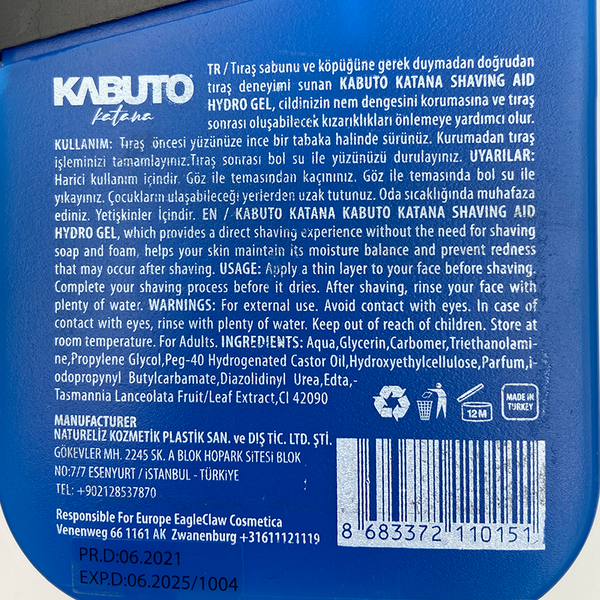 KABUTO
katana
TR / Tıraş sabunu ve köpüğüne gerek duymadan doğrudan
tıraş deneyimi sunan KABUTO KATANA SHAVING AID
HYDRO GEL, cildinizin nem dengesini korumasına ve tıraş
sonrası oluşabilecek kızarıklıkları önlemeye yardımcı olur.
KULLANIM: Tıraş öncesi yüzünüze ince bir tabaka halinde sürünüz. Kurumadan tıraş
işleminizi tamamlayınız.Tıraş sonrası bol su ile yüzünüzü durulayınız. UYARILAR:
Harici kullanım içindir. Göz ile temasından kaçınınız. Göz ile temasında bol su ile
yıkayınız. Çocukların ulaşabileceği yerlerden uzak tutunuz. Oda sıcaklığında muhafaza
ediniz. Yetişkinler İçindir. EN / KABUTO KATANA KABUTO KATANA SHAVING AID
HYDRO GEL, which provides a direct shaving experience without the need for shaving
soap and foam, helps your skin maintain its moisture balance and prevent redness
that may occur after shaving. USAGE: Apply a thin layer to your face before shaving.
Complete your shaving process before it dries. After shaving, rinse your face with
plenty of water. WARNINGS: For external use. Avoid contact with eyes. In case of
contact with eyes, rinse with plenty of water. Keep out of reach of children. Store at
room temperature. For Adults. INGREDIENTS: Aqua,Glycerin,Carbomer,Triethanolami-
ne,Propylene Glycol,Peg-40 Hydrogenated Castor Oil,Hydroxyethylcellulose,Parfum,i-
odopropynyl Butylcarbamate,Diazolidinyl Urea,Edta,-
Tasmannia Lanceolata Fruit/Leaf Extract,CI 42090
12M
MADE IN
TURKEY
MANUFACTURER
NATURELIZ KOZMETİK PLASTİK SAN. ve DIŞ TİC. LTD. ŞTİ.
GÖKEVLER MH. 2245 SK. A BLOK HOPARK SİTESİ BLOK
NO:7/7 ESENYURT / İSTANBUL - TÜRKİYE
TEL: +902128537870
Responsible For Europe EagleClaw Cosmetica
Venenweg 66 1161 AK Zwanenburg +31611121119
8 683372 110151
PR.D:06.2021
EXP.D:06.2025/1004